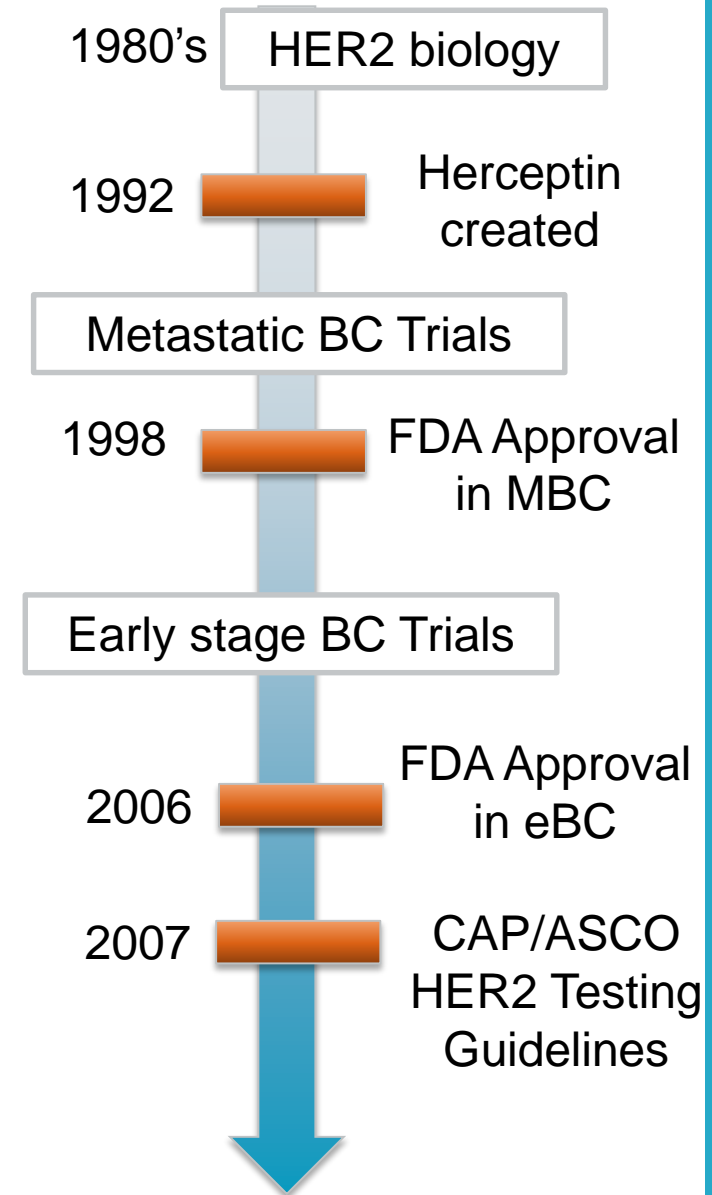 1980’s
HER2 biology
1992
Herceptin
created
Metastatic BC Trials
1998
FDA Approval
in MBC
Early stage BC Trials
2006
FDA Approval
in eBC
2007
CAP/ASCO
HER2 Testing
Guidelines